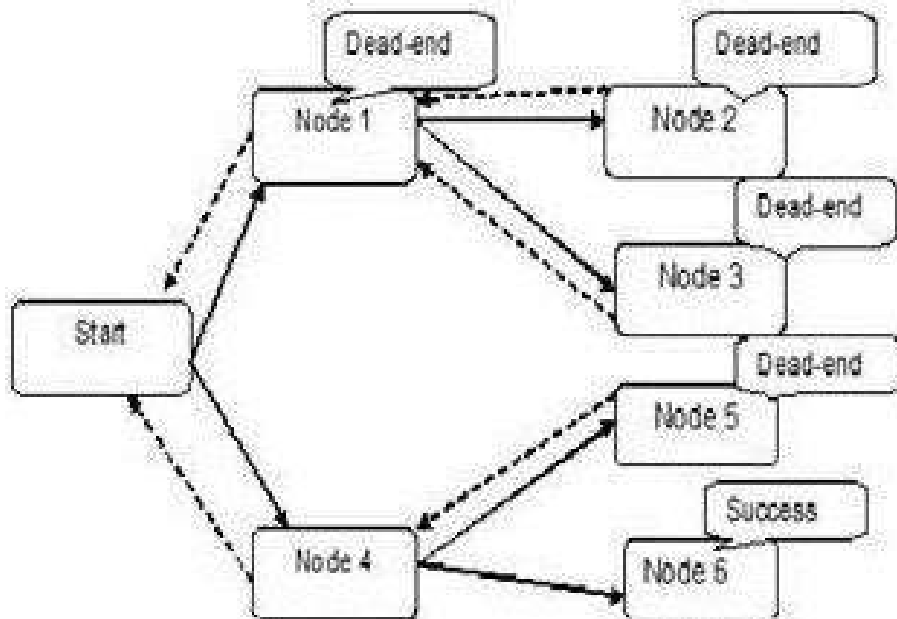 Dead-end
Dead-end
Node 1
Node 2
Dead-end
Node 3
Start
Dead-end
Node 5
Success
Node 4
Node 6